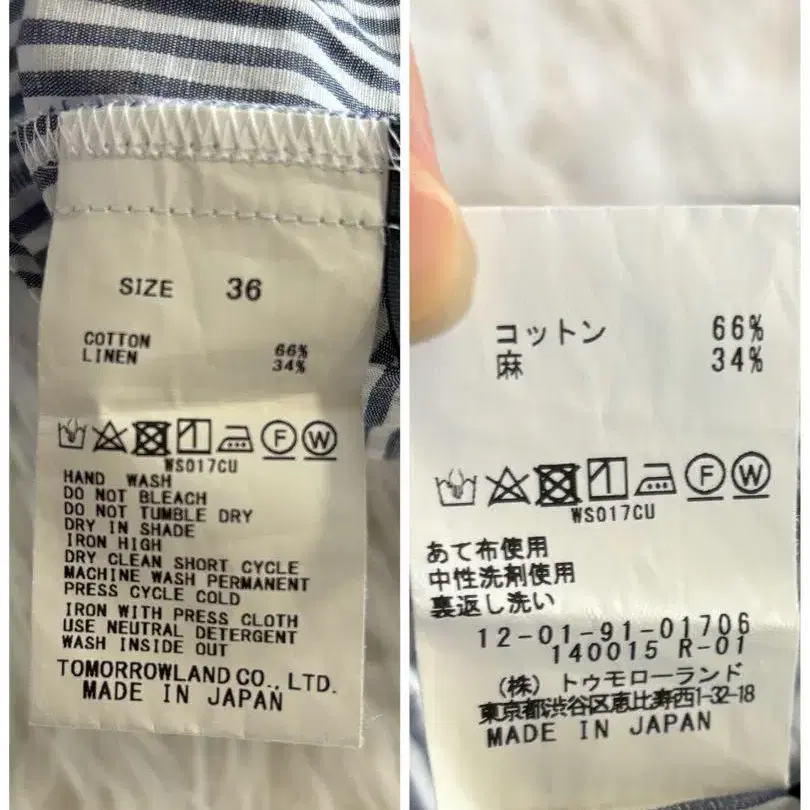 SIZE 36
COTTON 66%
LINEN 34%
WS017CU
HAND WASH
DO NOT BLEACH
DO NOT TUMBLE DRY
DRY IN SHADE
IRON HIGH
DRY CLEAN SHORT CYCLE
MACHINE WASH PERMANENT
PRESS CYCLE COLD
IRON WITH PRESS CLOTH
USE NEUTRAL DETERGENT
WASH INSIDE OUT
TOMORROWLAND CO., LTD.
MADE IN JAPAN
コットン 66%
麻 34%
WS017CU
あて布使用
中性洗剤使用
裏返し洗い
12-01-91-01706
140015 R-01
(株) トゥモローランド
東京都渋谷区恵比寿西1-32-18
MADE IN JAPAN